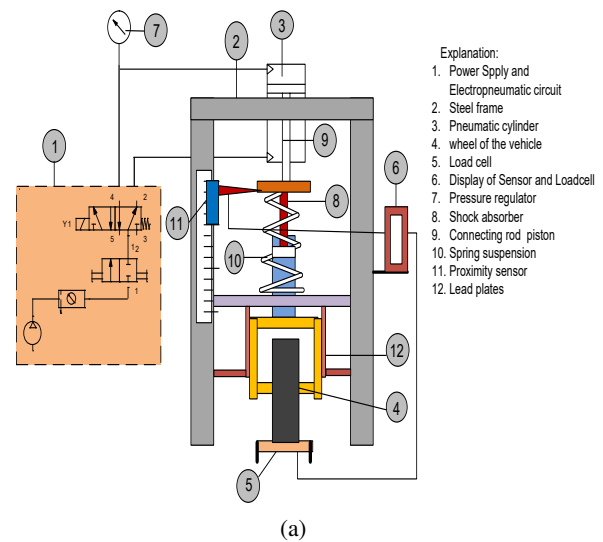 7
2
3
Explanation:
1. Power Spply and
Electropneumatic circuit
2. Steel frame
3. Pneumatic cylinder
4. wheel of the vehicle
5. Load cell
6. Display of Sensor and Loadcell
7. Pressure regulator
8. Shock absorber
9. Connecting rod piston
10. Spring suspension
11. Proximity sensor
12. Lead plates
1
9
6
4 2
Y1
5 3
1
2
1
11
8
10
12
4
5
(a)